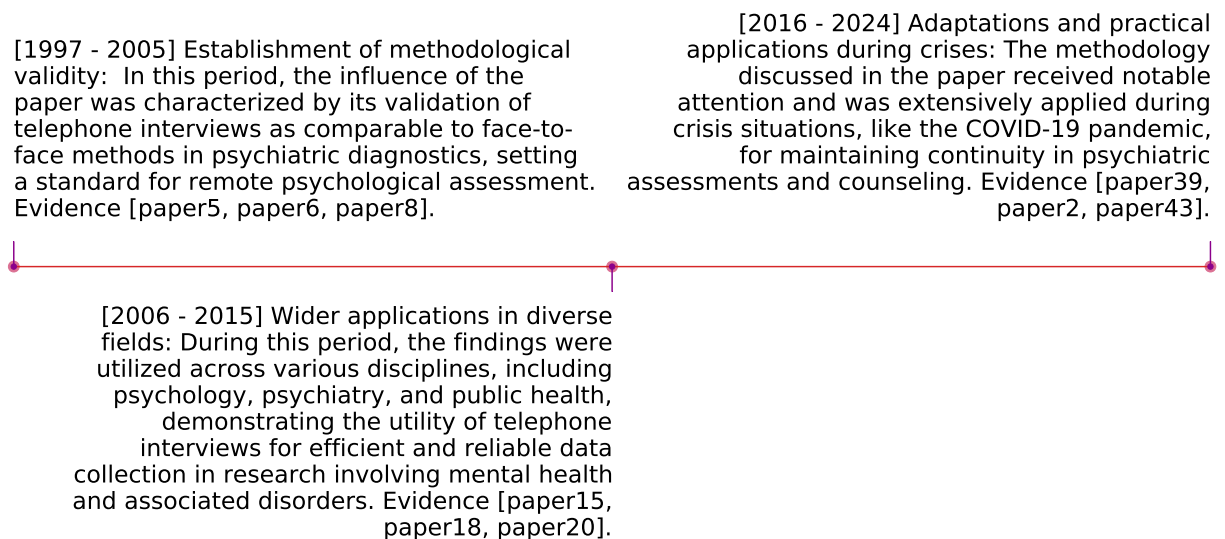 [1997 - 2005] Establishment of methodological
validity:  In this period, the influence of the
paper was characterized by its validation of
telephone interviews as comparable to face-to-
face methods in psychiatric diagnostics, setting
a standard for remote psychological assessment.
Evidence [paper5, paper6, paper8].
[2016 - 2024] Adaptations and practical
applications during crises: The methodology
discussed in the paper received notable
attention and was extensively applied during
crisis situations, like the COVID-19 pandemic,
for maintaining continuity in psychiatric
assessments and counseling. Evidence [paper39,
paper2, paper43].
[2006 - 2015] Wider applications in diverse
fields: During this period, the findings were
utilized across various disciplines, including
psychology, psychiatry, and public health,
demonstrating the utility of telephone
interviews for efficient and reliable data
collection in research involving mental health
and associated disorders. Evidence [paper15,
paper18, paper20].